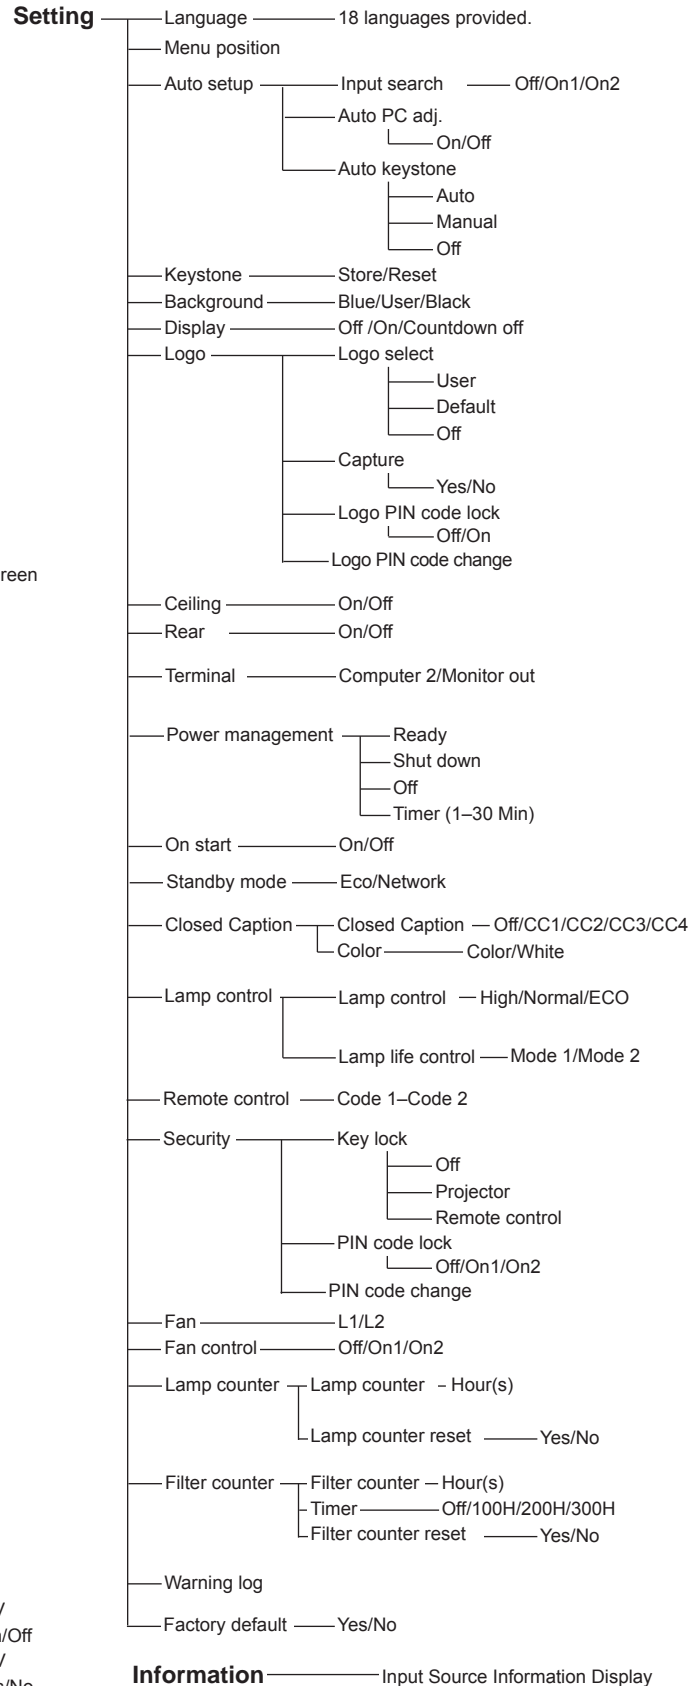 Setting Language 18 languages provided.
Menu position
Auto setup Input search Off/On1/On2
Auto PC adj.
On/Off
Auto keystone
Auto
Manual
Off
Keystone Store/Reset
Background Blue/User/Black
Display Off /On/Countdown off
Logo Logo select
User
Default
Off
Capture
Yes/No
Logo PIN code lock
Off/On
Logo PIN code change
reen
Ceiling On/Off
Rear On/Off
Terminal Computer 2/Monitor out
Power management Ready
Shut down
Off
Timer (1–30 Min)
On start On/Off
Standby mode Eco/Network
Closed Caption Closed Caption Off/CC1/CC2/CC3/CC4
Color Color/White
Lamp control Lamp control High/Normal/ECO
Lamp life control Mode 1/Mode 2
Remote control Code 1–Code 2
Security Key lock
Off
Projector
Remote control
PIN code lock
Off/On1/On2
PIN code change
Fan L1/L2
Fan control Off/On1/On2
Lamp counter Lamp counter Hour(s)
Lamp counter reset Yes/No
Filter counter Filter counter Hour(s)
Timer Off/100H/200H/300H
Filter counter reset Yes/No
Warning log
/
/Off
Factory default Yes/No
/
Information Input Source Information Display